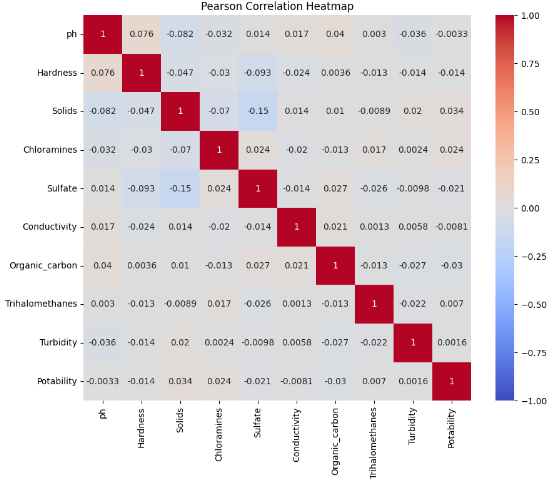 Pearson Correlation Heatmap
ph 1 0.076 -0.082 -0.032 0.014 0.017 0.04 0.003 -0.036 -0.0033
Hardness 0.076 1 -0.047 -0.03 -0.093 -0.024 0.0036 -0.013 -0.014 -0.014
Solids -0.082 -0.047 1 -0.07 -0.15 0.014 0.01 -0.0089 0.02 0.034
Chloramines -0.032 -0.03 -0.07 1 0.024 -0.02 -0.013 0.017 0.0024 0.024
Sulfate 0.014 -0.093 -0.15 0.024 1 -0.014 0.027 -0.026 -0.0098 -0.021
Conductivity 0.017 -0.024 0.014 -0.02 -0.014 1 0.021 0.0013 0.0058 -0.0081
Organic_carbon 0.04 0.0036 0.01 -0.013 0.027 0.021 1 -0.013 -0.027 -0.03
Trihalomethanes 0.003 -0.013 -0.0089 0.017 -0.026 0.0013 -0.013 1 -0.022 0.007
Turbidity -0.036 -0.014 0.02 0.0024 -0.0098 0.0058 -0.027 -0.022 1 0.0016
Potability -0.0033 -0.014 0.034 0.024 -0.021 -0.0081 -0.03 0.007 0.0016 1
ph Hardness Solids Chloramines Sulfate Conductivity Organic_carbon Trihalomethanes Turbidity Potability
1.00
0.75
0.50
0.25
0.00
-0.25
-0.50
-0.75
-1.00